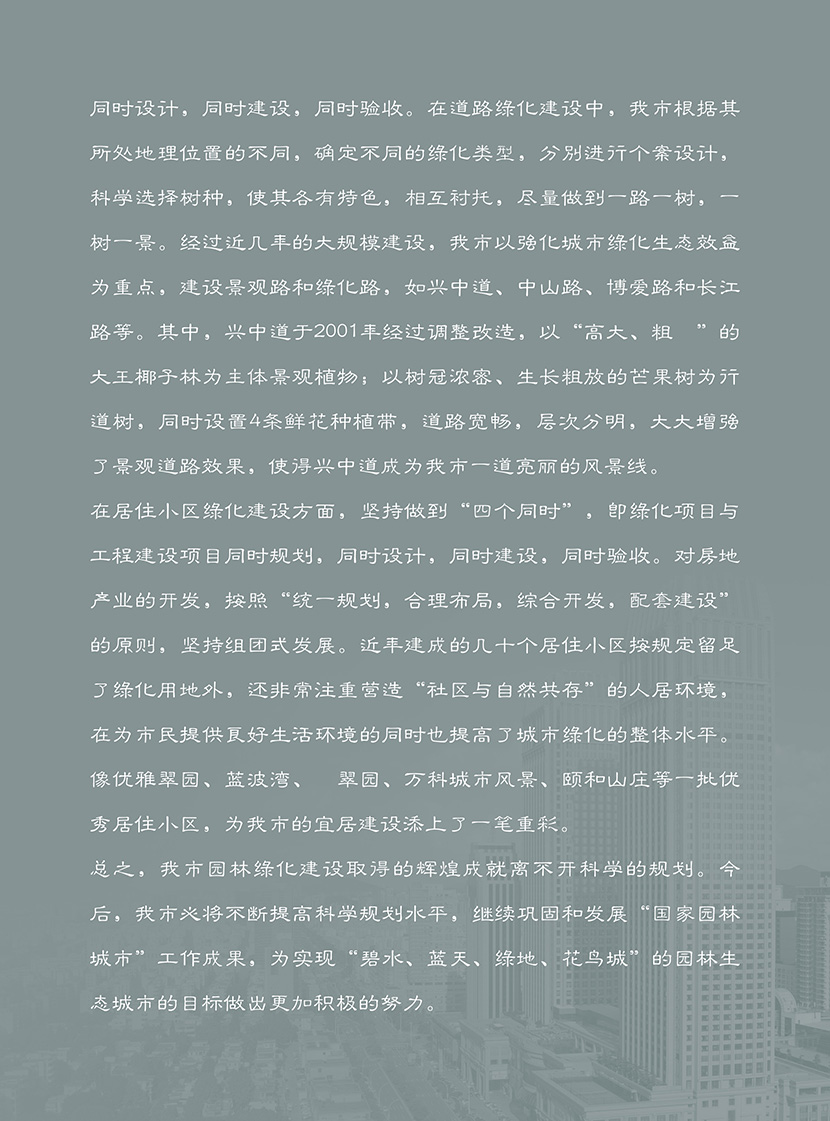 同时设计，同时建设，同时验收。在道路绿化建设中，我市根据其
所处地理位置的不同，确定不同的绿化类型，分别进行个案设计，
科学选择树种，使其各有特色，相互衬托，尽量做到一路一树，一
树一景。经过近几年的大规模建设，我市以强化城市绿化生态效益
为重点，建设景观路和绿化路，如兴中道、中山路、博爱路和长江
路等。其中，兴中道于2001年经过调整改造，以“高大、粗　”的
大王椰子林为主体景观植物；以树冠浓密、生长粗放的芒果树为行
道树，同时设置4条鲜花种植带，道路宽畅，层次分明，大大增强
了景观道路效果，使得兴中道成为我市一道亮丽的风景线。
在居住小区绿化建设方面，坚持做到“四个同时”，即绿化项目与
工程建设项目同时规划，同时设计，同时建设，同时验收。对房地
产业的开发，按照“统一规划，合理布局，综合开发，配套建设”
的原则，坚持组团式发展。近年建成的几十个居住小区按规定留足
了绿化用地外，还非常注重营造“社区与自然共存”的人居环境，
在为市民提供良好生活环境的同时也提高了城市绿化的整体水平。
像优雅翠园、蓝波湾、　翠园、万科城市风景、颐和山庄等一批优
秀居住小区，为我市的宜居建设添上了一笔重彩。
总之，我市园林绿化建设取得的辉煌成就离不开科学的规划。今
后，我市必将不断提高科学规划水平，继续巩固和发展“国家园林
城市”工作成果，为实现“碧水、蓝天、绿地、花鸟城”的园林生
态城市的目标做出更加积极的努力。